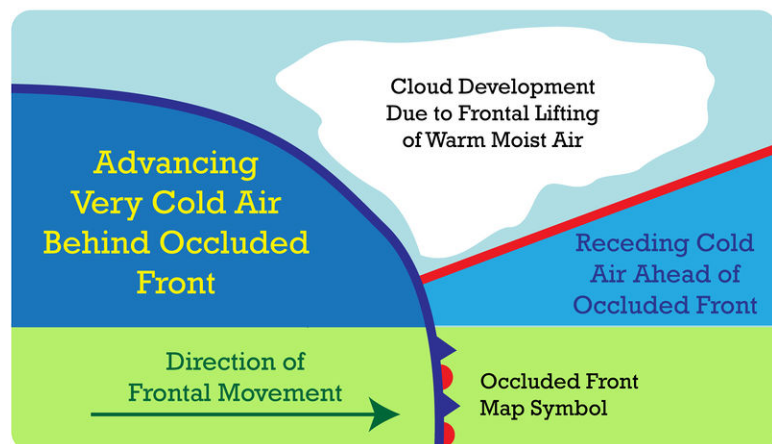 Cloud Development
Due to Frontal Lifting
of Warm Moist Air
Advancing
Very Cold Air
Behind Occluded
Front
Receding Cold
Air Ahead of
Occluded Front
Direction of
Frontal Movement
Occluded Front
Map Symbol